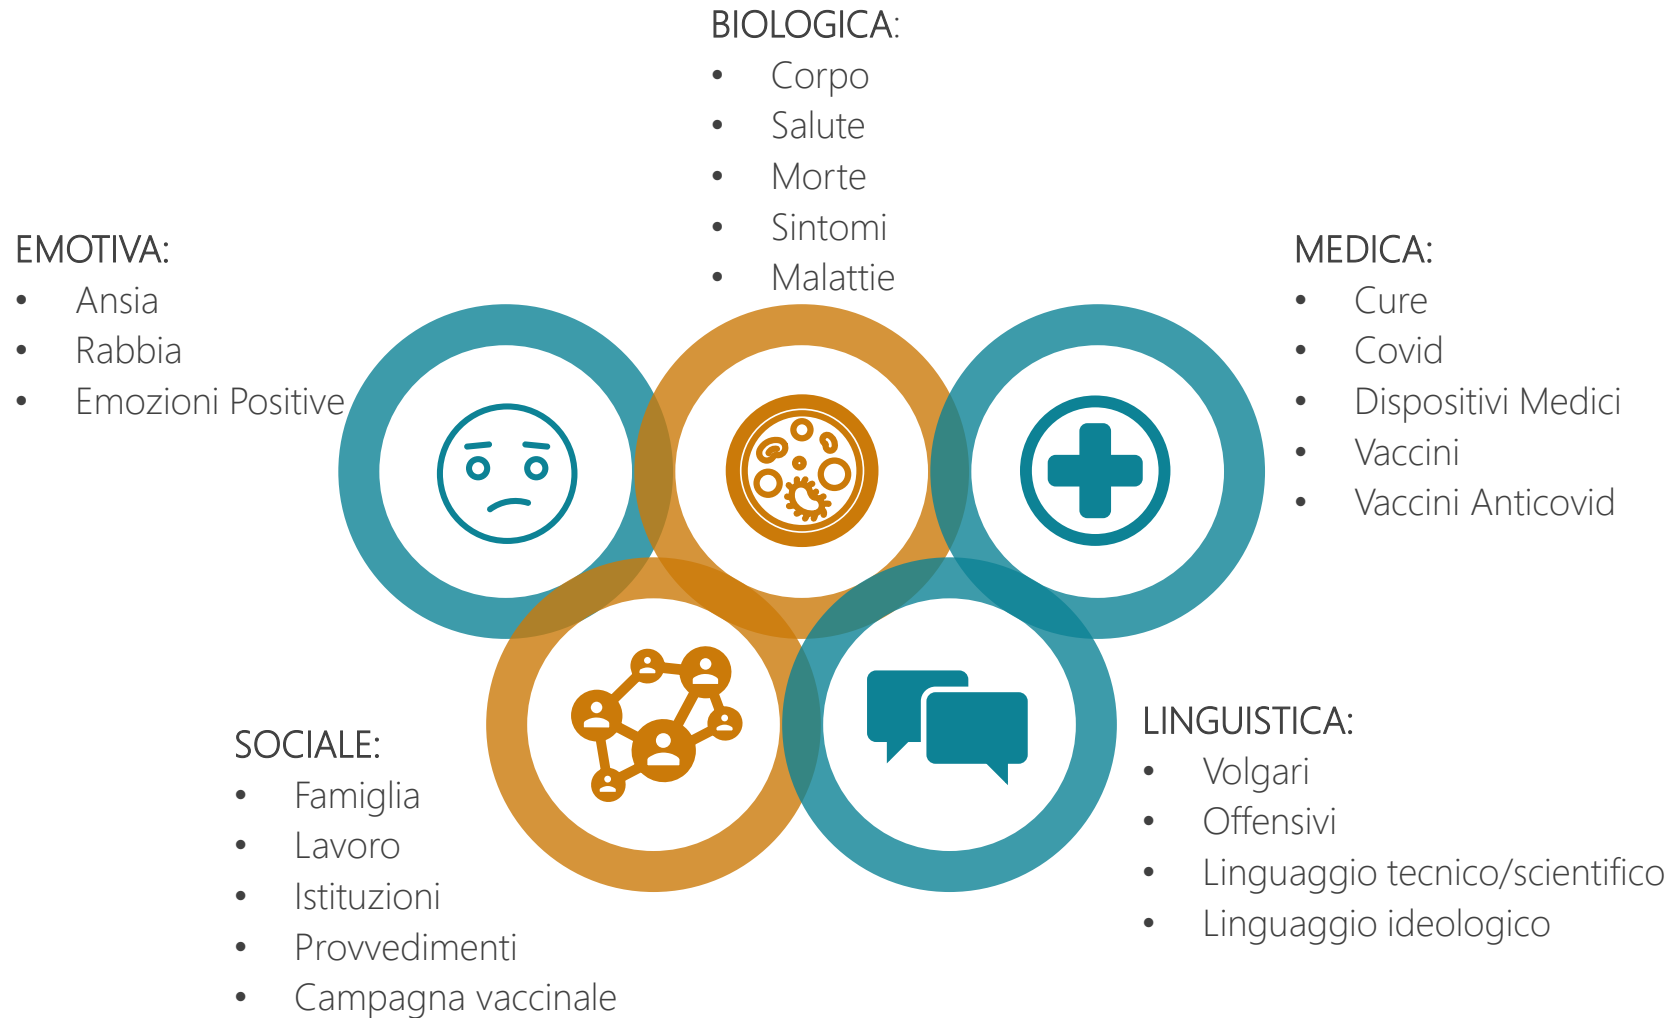 BIOLOGICA:
• Corpo
• Salute
• Morte
• Sintomi
• Malattie
EMOTIVA:
• Ansia
• Rabbia
• Emozioni Positive
MEDICA:
• Cure
• Covid
• Dispositivi Medici
• Vaccini
• Vaccini Anticovid
SOCIALE:
• Famiglia
• Lavoro
• Istituzioni
• Provvedimenti
• Campagna vaccinale
LINGUISTICA:
• Volgari
• Offensivi
• Linguaggio tecnico/scientifico
• Linguaggio ideologico